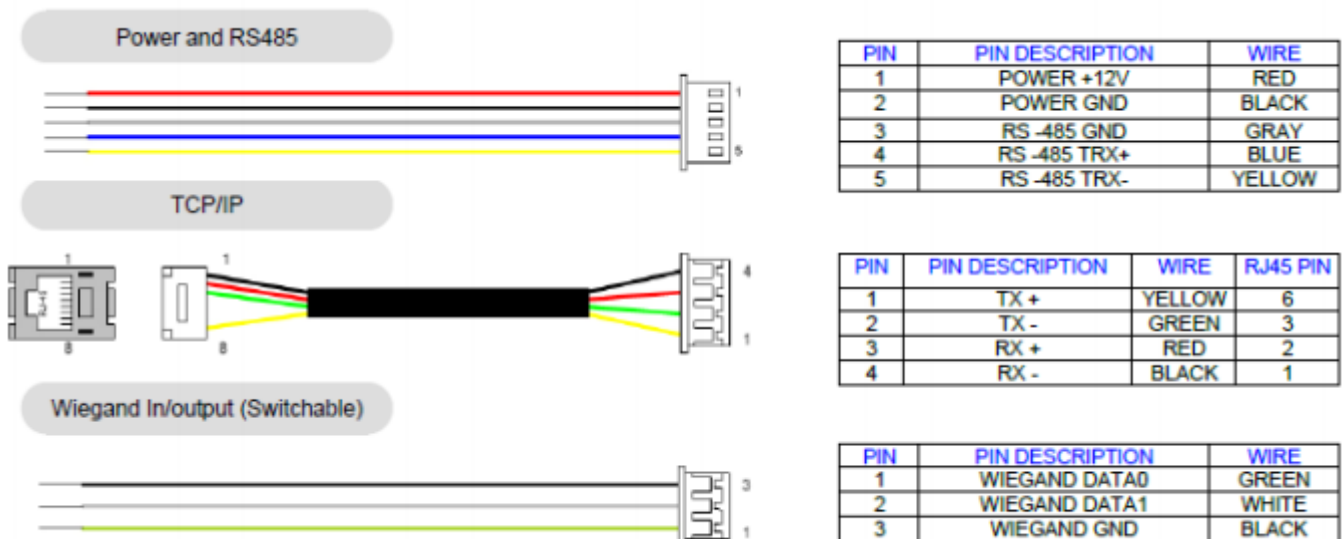 Power and RS485
1
5
PIN PIN DESCRIPTION WIRE
1 POWER +12V RED
2 POWER GND BLACK
3 RS -485 GND GRAY
4 RS -485 TRX+ BLUE
5 RS -485 TRX- YELLOW
TCP/IP
1
RJ-45
8
1
8
4
1
PIN PIN DESCRIPTION WIRE RJ45 PIN
1 TX + YELLOW 6
2 TX - GREEN 3
3 RX + RED 2
4 RX - BLACK 1
Wiegand In/output (Switchable)
3
1
PIN PIN DESCRIPTION WIRE
1 WIEGAND DATA0 GREEN
2 WIEGAND DATA1 WHITE
3 WIEGAND GND BLACK